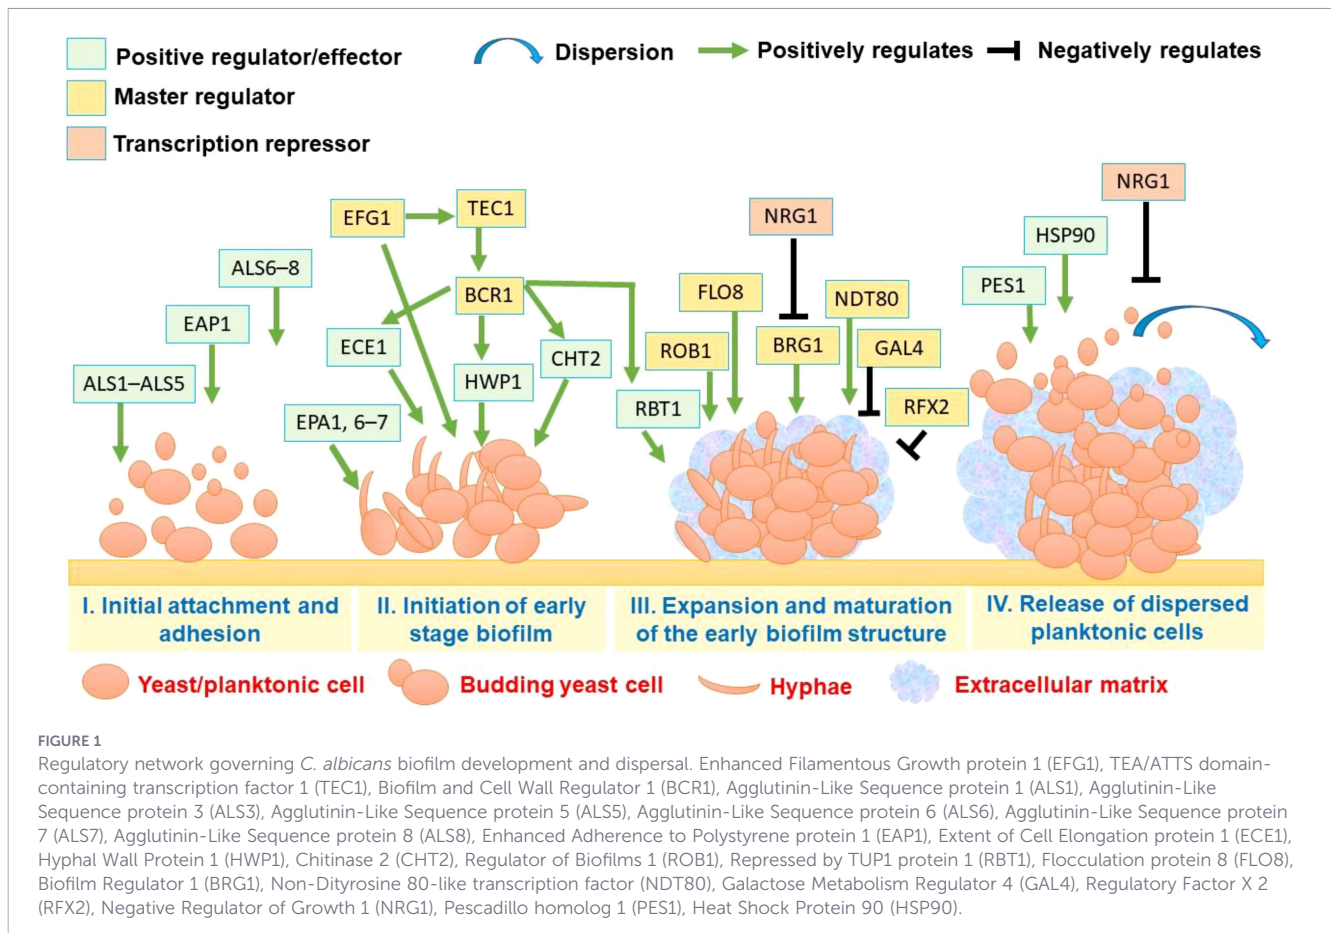 Positive regulator/effector
Master regulator
Transcription repressor
Dispersion
Positively regulates
Negatively regulates
ALS1–ALS5
EAP1
ALS6–8
EPA1, 6–7
EFG1
TEC1
BCR1
ECE1
HWP1
CHT2
RBT1
ROB1
FLO8
NRG1
BRG1
NDT80
GAL4
RFX2
PES1
HSP90
NRG1
I. Initial attachment and
adhesion
II. Initiation of early
stage biofilm
III. Expansion and maturation
of the early biofilm structure
IV. Release of dispersed
planktonic cells
Yeast/planktonic cell
Budding yeast cell
Hyphae
Extracellular matrix
FIGURE 1
Regulatory network governing C. albicans biofilm development and dispersal. Enhanced Filamentous Growth protein 1 (EFG1), TEA/ATTS domain-
containing transcription factor 1 (TEC1), Biofilm and Cell Wall Regulator 1 (BCR1), Agglutinin-Like Sequence protein 1 (ALS1), Agglutinin-Like
Sequence protein 3 (ALS3), Agglutinin-Like Sequence protein 5 (ALS5), Agglutinin-Like Sequence protein 6 (ALS6), Agglutinin-Like Sequence protein
7 (ALS7), Agglutinin-Like Sequence protein 8 (ALS8), Enhanced Adherence to Polystyrene protein 1 (EAP1), Extent of Cell Elongation protein 1 (ECE1),
Hyphal Wall Protein 1 (HWP1), Chitinase 2 (CHT2), Regulator of Biofilms 1 (ROB1), Repressed by TUP1 protein 1 (RBT1), Flocculation protein 8 (FLO8),
Biofilm Regulator 1 (BRG1), Non-Dityrosine 80-like transcription factor (NDT80), Galactose Metabolism Regulator 4 (GAL4), Regulatory Factor X 2
(RFX2), Negative Regulator of Growth 1 (NRG1), Pescadillo homolog 1 (PES1), Heat Shock Protein 90 (HSP90).